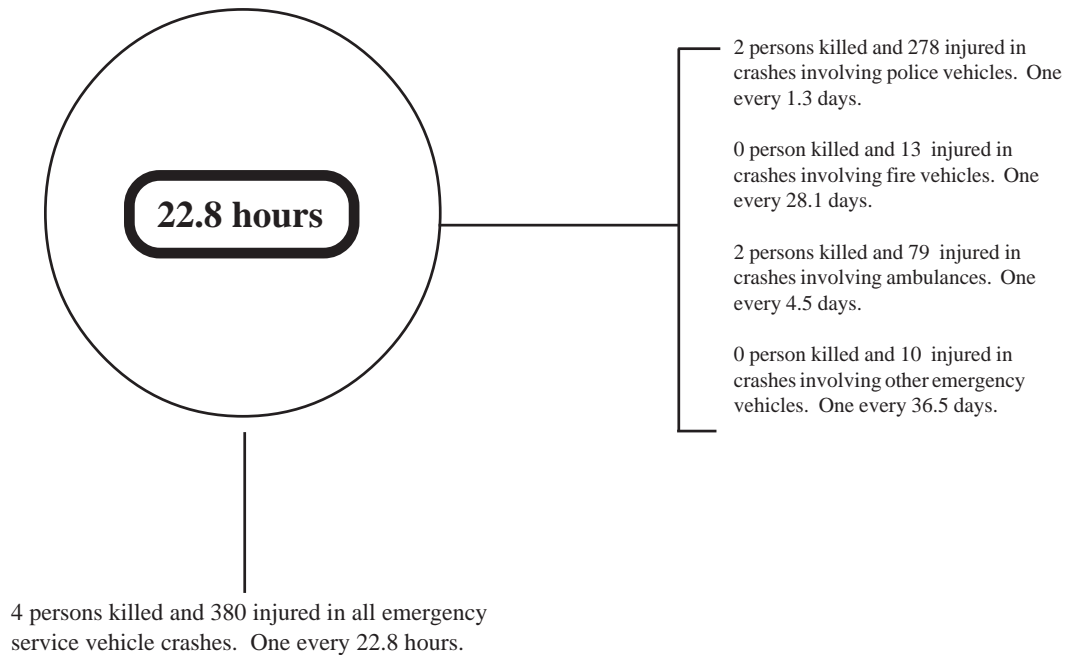 22.8 hours
2 persons killed and 278 injured in
crashes involving police vehicles. One
every 1.3 days.
0 person killed and 13 injured in
crashes involving fire vehicles. One
every 28.1 days.
2 persons killed and 79 injured in
crashes involving ambulances. One
every 4.5 days.
0 person killed and 10 injured in
crashes involving other emergency
vehicles. One every 36.5 days.
4 persons killed and 380 injured in all emergency
service vehicle crashes. One every 22.8 hours.